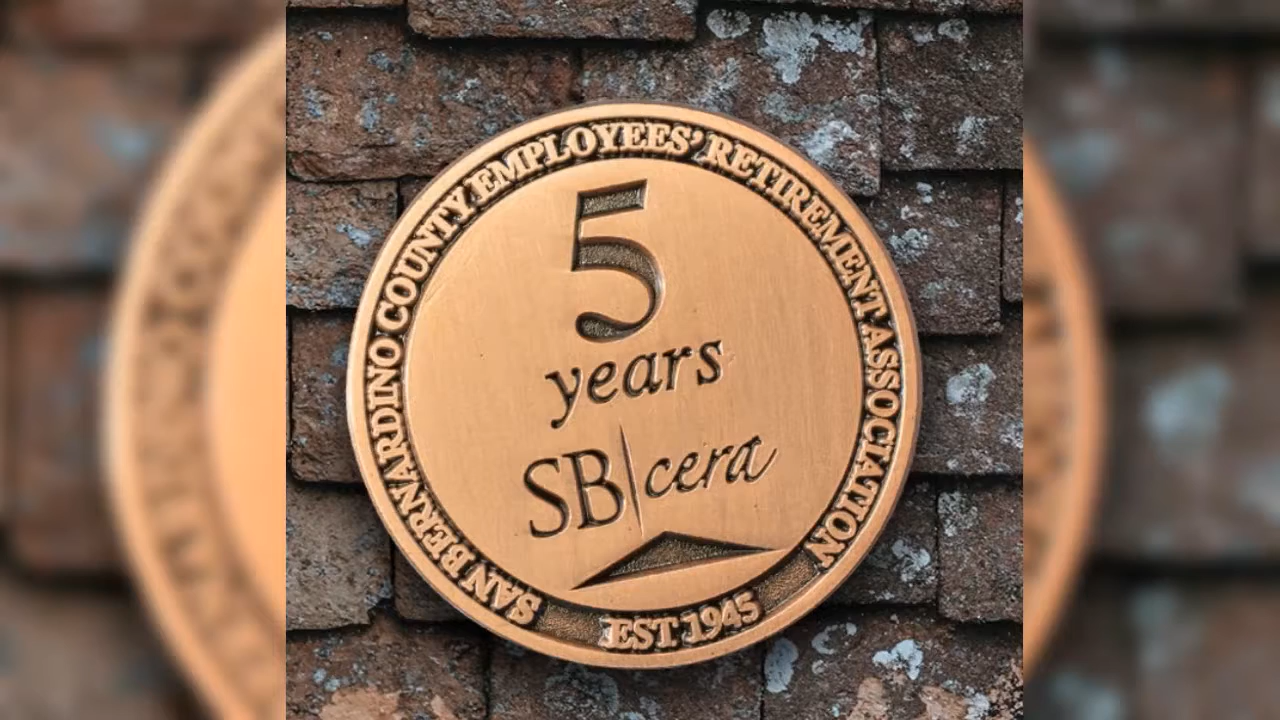 SAN BERNARDINO COUNTY EMPLOYEES' RETIREMENT ASSOCIATION
5
years
SB|cera
EST 1945